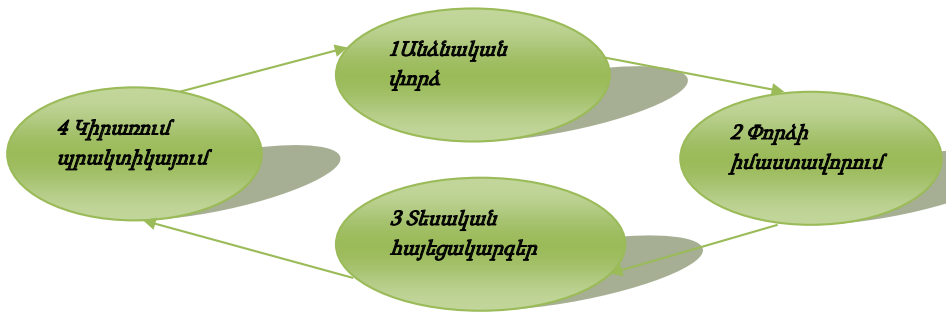 1Անձնական
փորձ
2 Փորձի
իմաստավորում
3 Տեսական
հայեցակարգեր
4 Կիրառում
պրակտիկայում